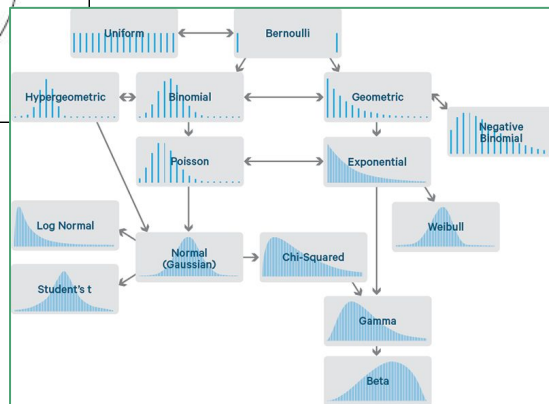 Uniform
Bernoulli
Hypergeometric
Binomial
Geometric
Negative
Binomial
Poisson
Exponential
Log Normal
Weibull
Normal
(Gaussian)
Chi-Squared
Student's t
Gamma
Beta